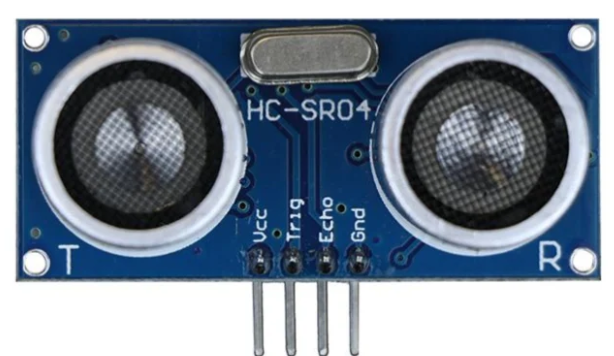 HC-SR04
Vcc
Trig
Echo
Gnd
T
R